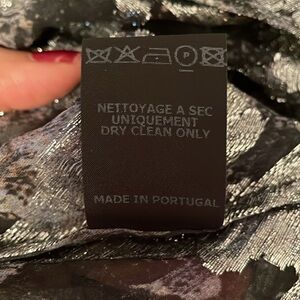 P
NETTOYAGE A SEC
UNIQUEMENT
DRY CLEAN ONLY
MADE IN PORTUGAL